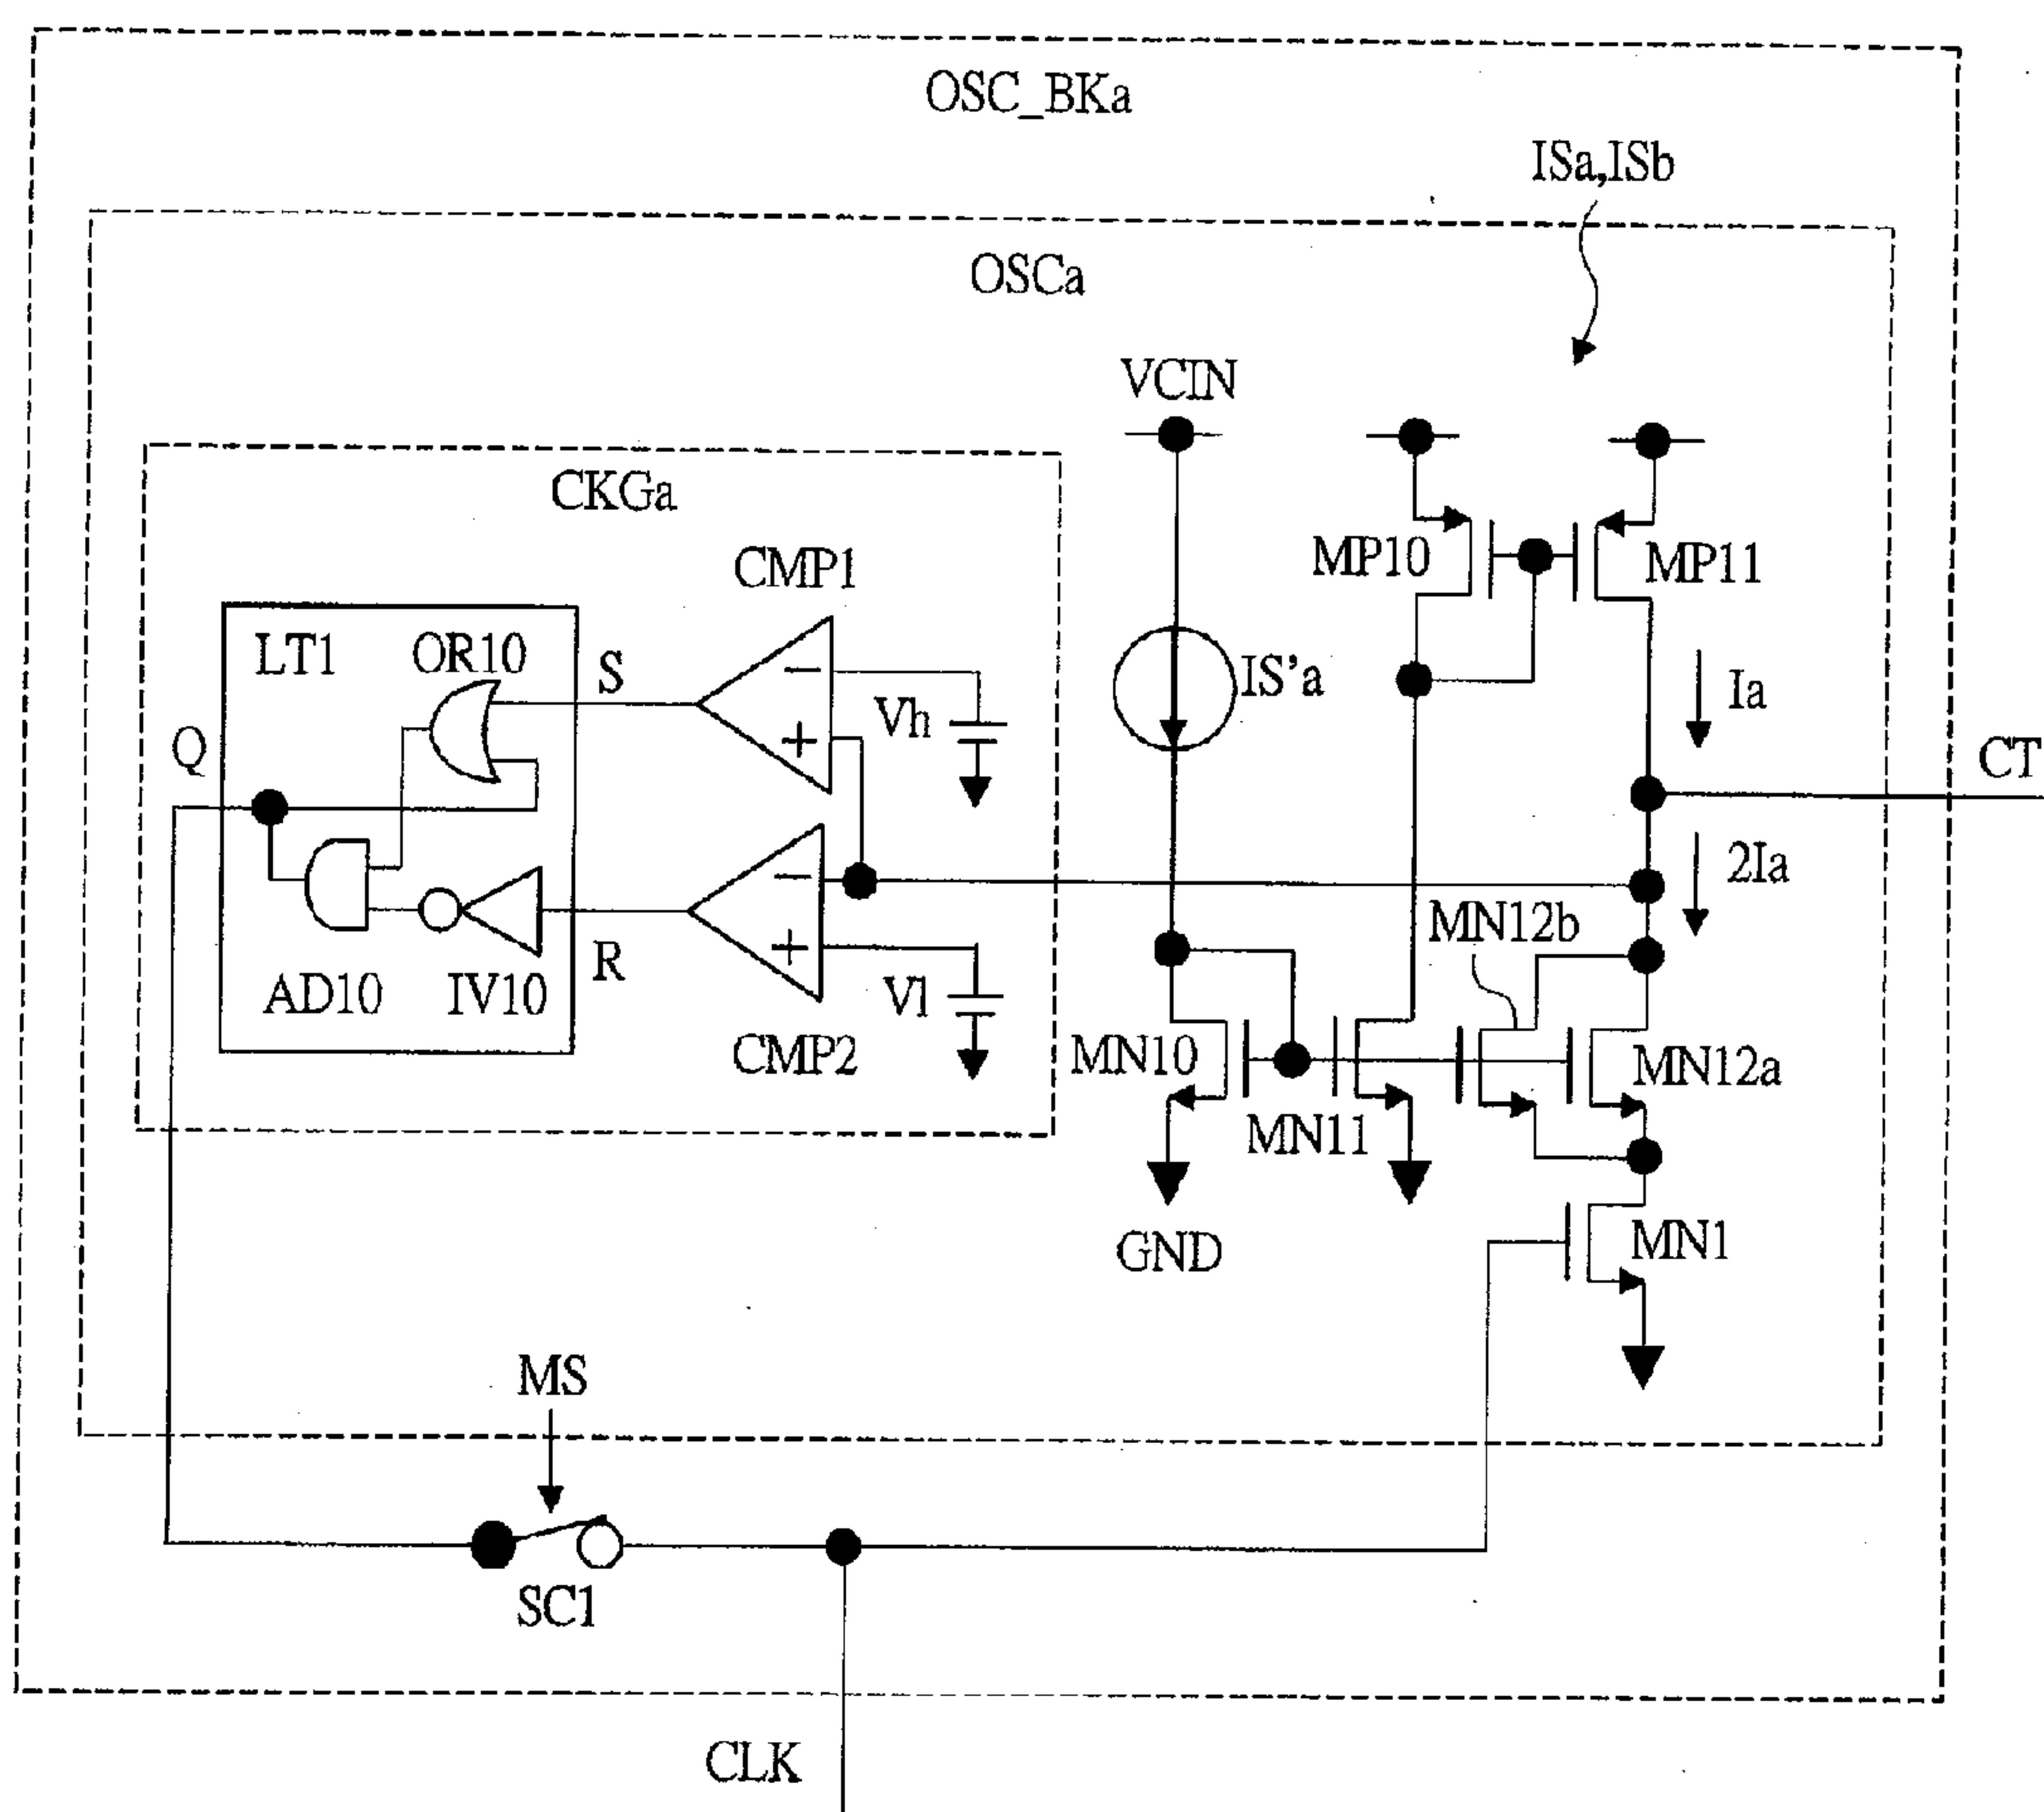 OSC_BKa
ISa,ISb
OSCa
VCIN
CKGa
CMP1
MP10
MP11
LT1
OR10
S
−
Vh
IS'a
Ia
Q
+
CT
−
2Ia
MN12b
AD10
IV10
R
+
Vl
CMP2
MN10
MN12a
MN11
GND
MN1
MS
SC1
CLK